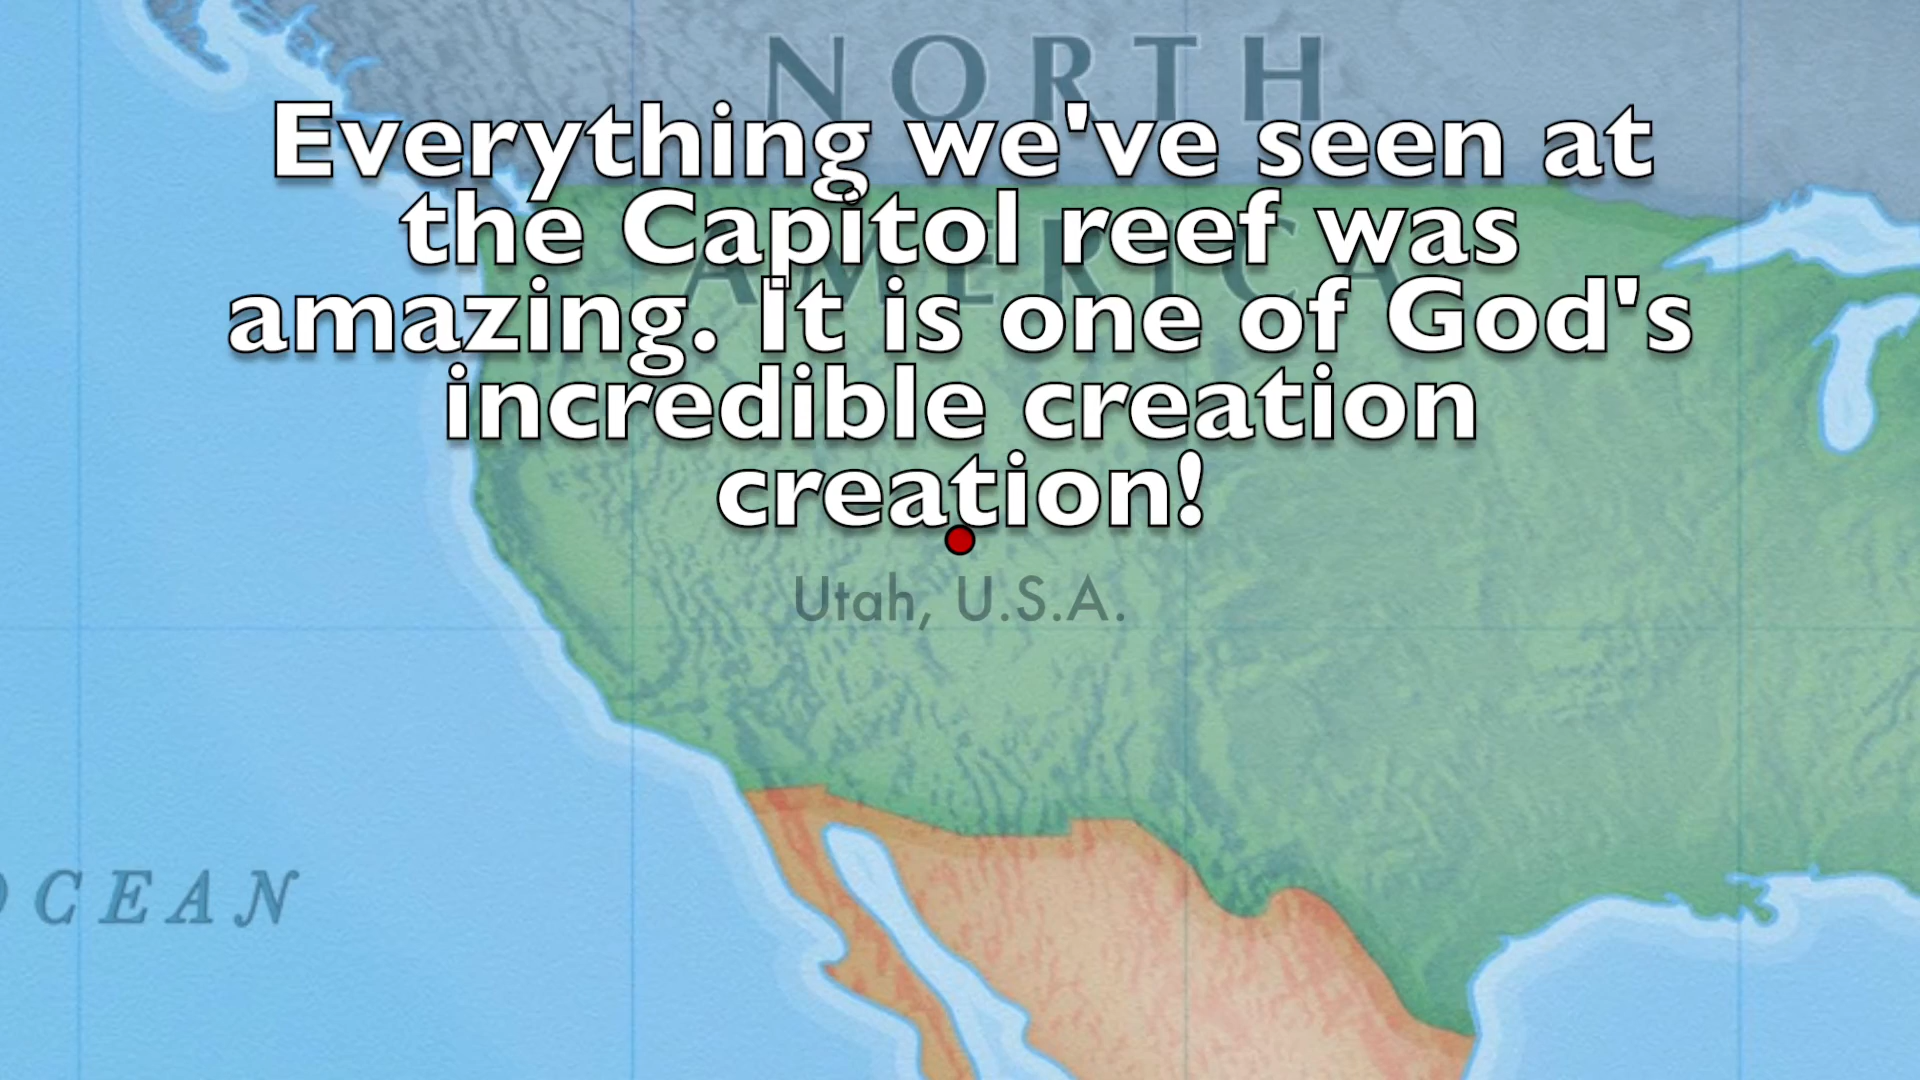 NORTH
AMERICA
Everything we've seen at
the Capitol reef was
amazing. It is one of God's
incredible creation
creation!
Utah, U.S.A.
OCEAN